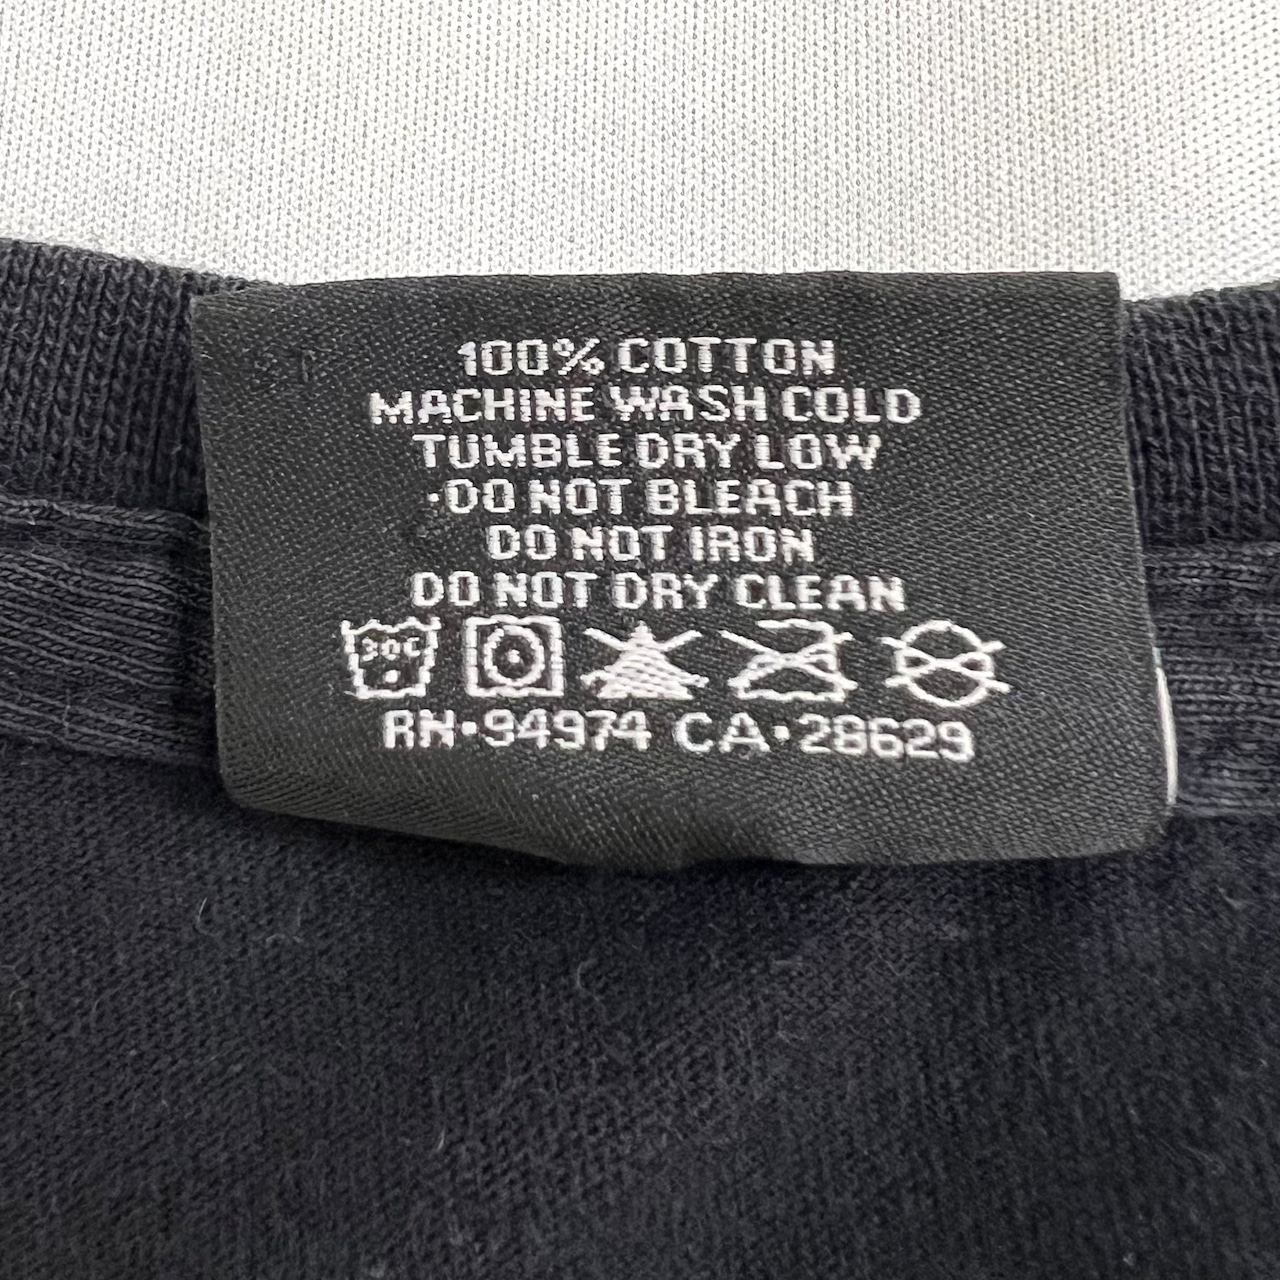 100% COTTON
MACHINE WASH COLD
TUMBLE DRY LOW
DO NOT BLEACH
DO NOT IRON
DO NOT DRY CLEAN
30C
RN·94974 CA·28629